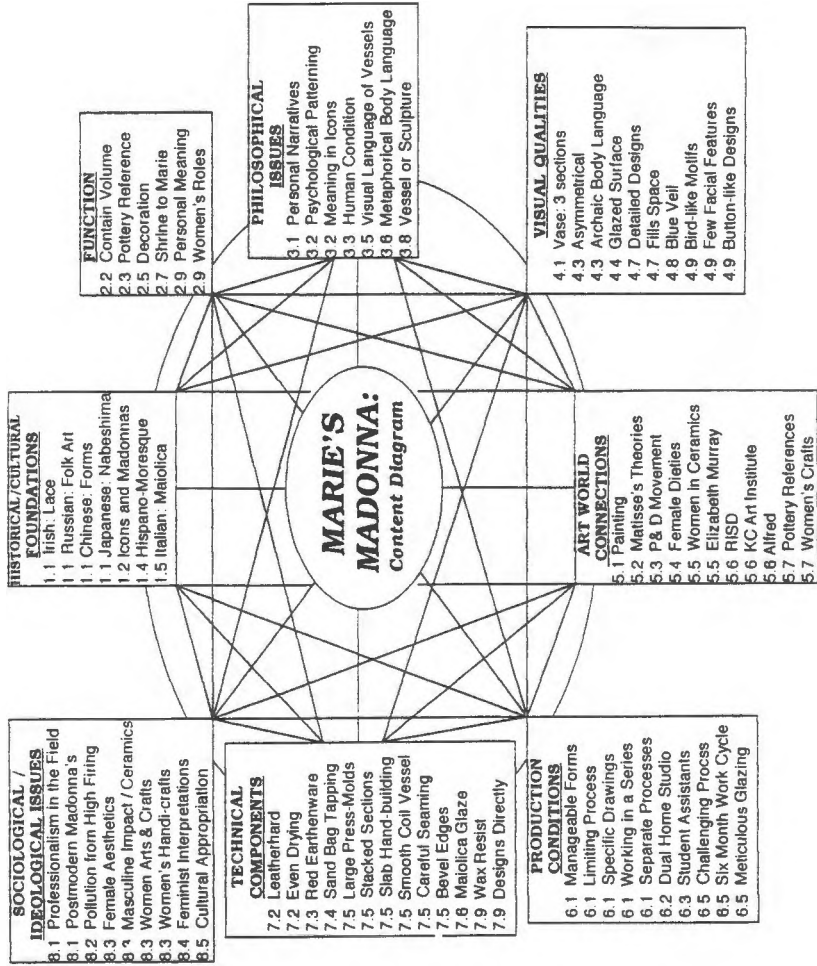 HISTORICAL/CULTURAL
FOUNDATIONS
1.1 Irish: Lace
1.1 Russian: Folk Art
1.1 Chinese: Forms
1.1 Japanese: Nabeshima
1.2 Icons and Madonnas
1.4 Hispano-Moresque
1.5 Italian: Maiolica
FUNCTION
2.2 Contain Volume
2.3 Pottery Reference
2.5 Decoration
2.7 Shrine to Marie
2.9 Personal Meaning
2.9 Women's Roles
PHILOSOPHICAL
ISSUES
3.1 Personal Narratives
3.2 Psychological Patterning
3.2 Meaning in Icons
3.3 Human Condition
3.5 Visual Language of Vessels
3.6 Metaphorical Body Language
3.8 Vessel or Sculpture
VISUAL QUALITIES
4.1 Vase: 3 sections
4.3 Asymmetrical
4.3 Archaic Body Language
4.4 Glazed Surface
4.7 Detailed Designs
4.7 Fills Space
4.8 Blue Veil
4.9 Bird-like Motifs
4.9 Few Facial Features
4.9 Button-like Designs
MARIE'S
MADONNA:
Content Diagram
ART WORLD
CONNECTIONS
5.1 Painting
5.2 Matisse's Theories
5.3 P & D Movement
5.4 Female Dieties
5.5 Women in Ceramics
5.5 Elizabeth Murray
5.6 RISD
5.6 KC Art Institute
5.6 Alfred
5.7 Pottery References
5.7 Women's Crafts
PRODUCTION
CONDITIONS
6.1 Manageable Forms
6.1 Limiting Process
6.1 Specific Drawings
6.1 Working in a Series
6.1 Separate Processes
6.2 Dual Home Studio
6.3 Student Assistants
6.5 Challenging Procss
6.5 Six Month Work Cycle
6.5 Meticulous Glazing
TECHNICAL
COMPONENTS
7.2 Leatherhard
7.2 Even Drying
7.3 Red Earthenware
7.4 Sand Bag Tapping
7.5 Large Press-Molds
7.5 Stacked Sections
7.5 Slab Hand-building
7.5 Smooth Coil Vessel
7.5 Careful Seaming
7.5 Bevel Edges
7.8 Maiolica Glaze
7.9 Wax Resist
7.9 Designs Directly
SOCIOLOGICAL /
IDEOLOGICAL ISSUES
8.1 Professionalism in the Field
8.1 Postmodern Madonna's
8.2 Pollution from High Firing
8.3 Female Aesthetics
8.3 Masculine Impact / Ceramics
8.3 Women Arts & Crafts
8.3 Women's Handi-crafts
8.4 Feminist Interpretations
8.5 Cultural Appropriation